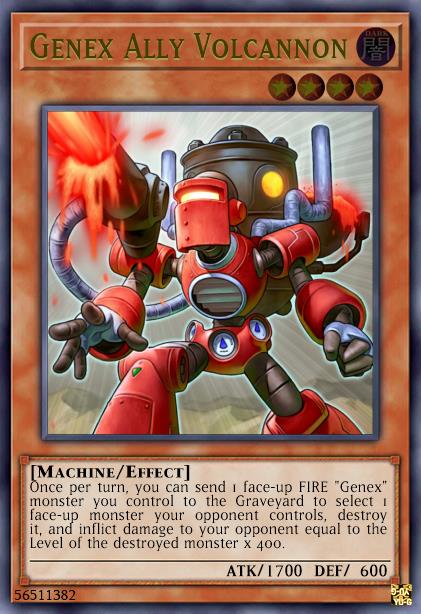 Genex Ally Volcannon
DARK
闇
[Machine/Effect]
Once per turn, you can send 1 face-up FIRE "Genex"
monster you control to the Graveyard to select 1
face-up monster your opponent controls, destroy
it, and inflict damage to your opponent equal to the
Level of the destroyed monster x 400.
ATK/1700 DEF/ 600
56511382